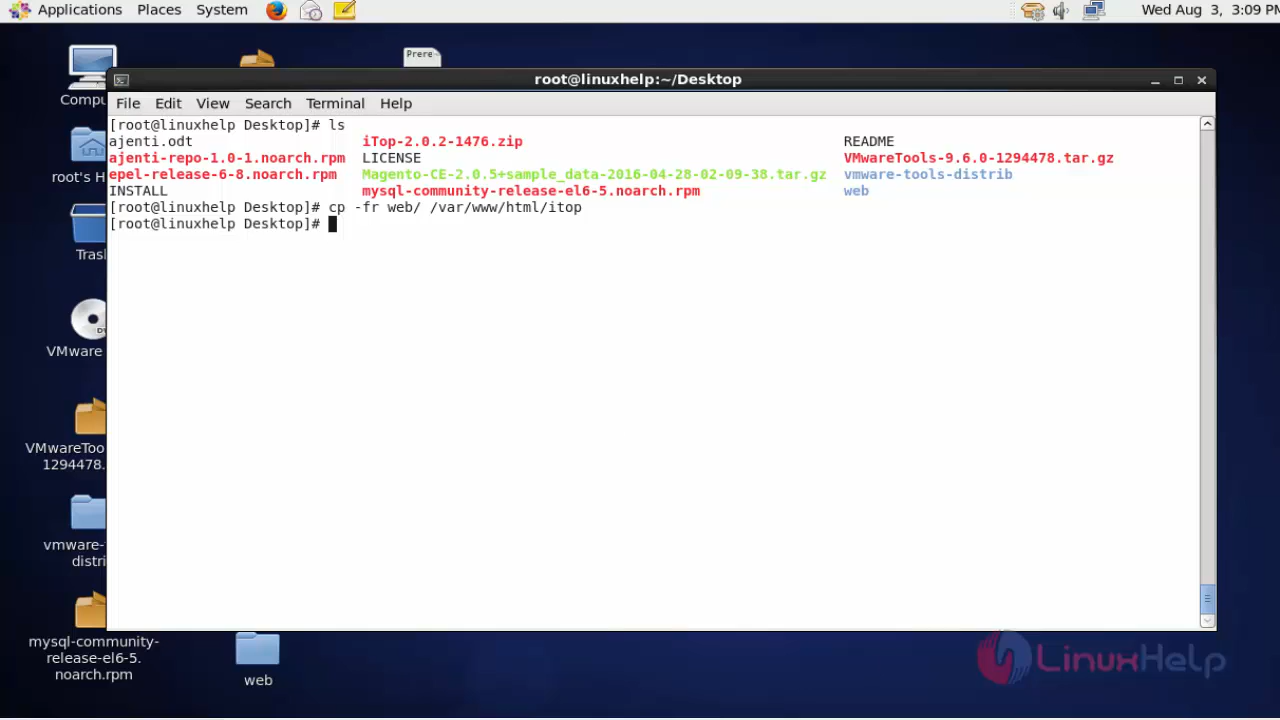 Applications Places System Wed Aug 3, 3:09 PM
Prere
root@linuxhelp:~/Desktop
File Edit View Search Terminal Help
[root@linuxhelp Desktop]# ls
ajenti.odt iTop-2.0.2-1476.zip README
ajenti-repo-1.0-1.noarch.rpm LICENSE VMwareTools-9.6.0-1294478.tar.gz
epel-release-6-8.noarch.rpm Magento-CE-2.0.5+sample_data-2016-04-28-02-09-38.tar.gz vmware-tools-distrib
INSTALL mysql-community-release-el6-5.noarch.rpm web
[root@linuxhelp Desktop]# cp -fr web/ /var/www/html/itop
[root@linuxhelp Desktop]#
Compu
root's H
Tras
VMware
VMwareToo
1294478.
vmware-
distri
mysql-community-
release-el6-5.
noarch.rpm
web
LinuxHelp